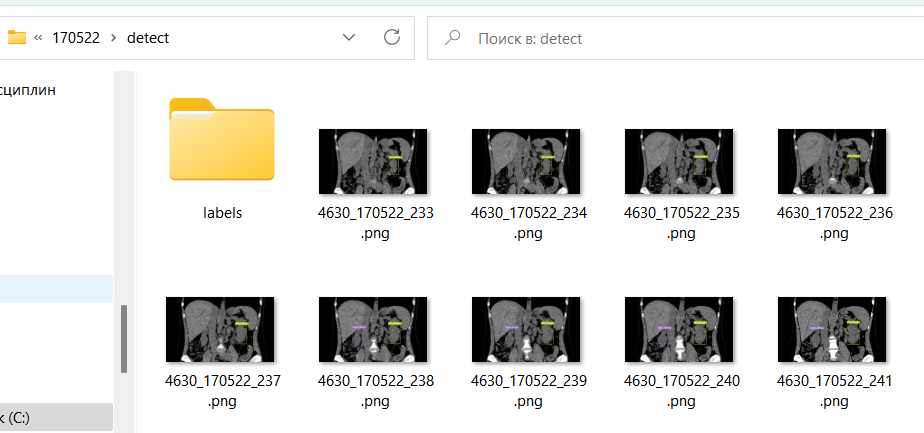 « 170522 > detect
Поиск в: detect
сциплин
labels
4630_170522_233
.png
4630_170522_234
.png
4630_170522_235
.png
4630_170522_236
.png
4630_170522_237
.png
4630_170522_238
.png
4630_170522_239
.png
4630_170522_240
.png
4630_170522_241
.png
к (C:)